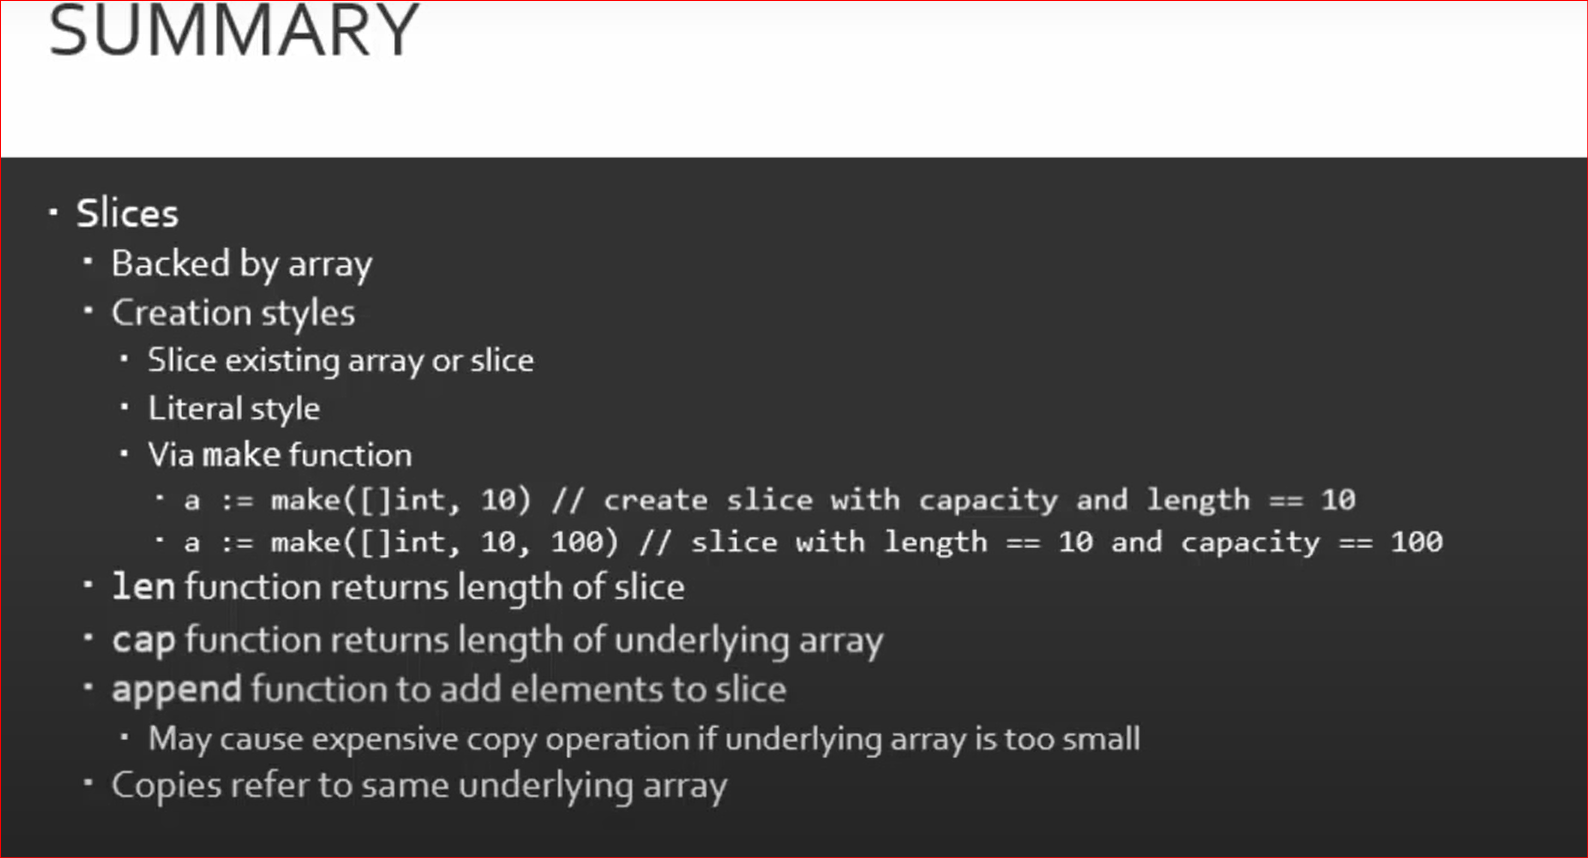 SUMMARY
▪ Slices
▪ Backed by array
▪ Creation styles
▪ Slice existing array or slice
▪ Literal style
▪ Via make function
▪ a := make([]int, 10) // create slice with capacity and length == 10
▪ a := make([]int, 10, 100) // slice with length == 10 and capacity == 100
▪ len function returns length of slice
▪ cap function returns length of underlying array
▪ append function to add elements to slice
▪ May cause expensive copy operation if underlying array is too small
▪ Copies refer to same underlying array